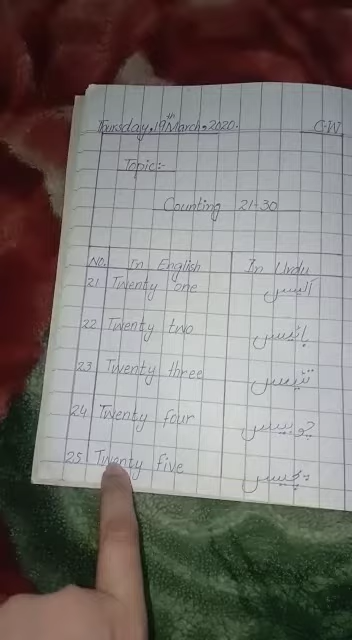 Thursday, 19th March, 2020. C.W
Topic:-
Counting 21-30
No. In English In Urdu
21 Twenty one اکیس
22 Twenty two بائیس
23 Twenty three تئیس
24 Twenty four چوبیس
25 Twenty five پچیس